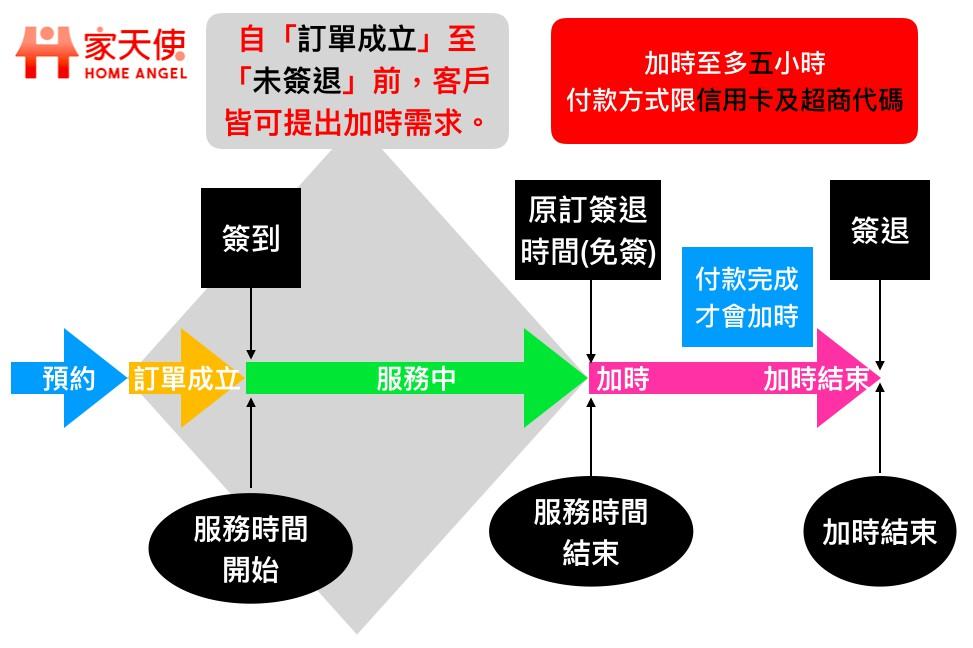 家天使
HOME ANGEL
自「訂單成立」至
「未簽退」前，客戶
皆可提出加時需求。
加時至多五小時
付款方式限信用卡及超商代碼
簽到
原訂簽退
時間(免簽)
簽退
付款完成
才會加時
預約
訂單成立
服務中
加時
加時結束
服務時間
開始
服務時間
結束
加時結束